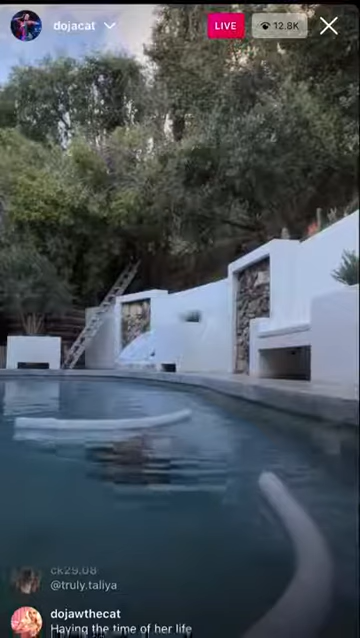 dojacat
LIVE
12.8K
ck29.08
@truly.taliya
dojawthecat
Having the time of her life